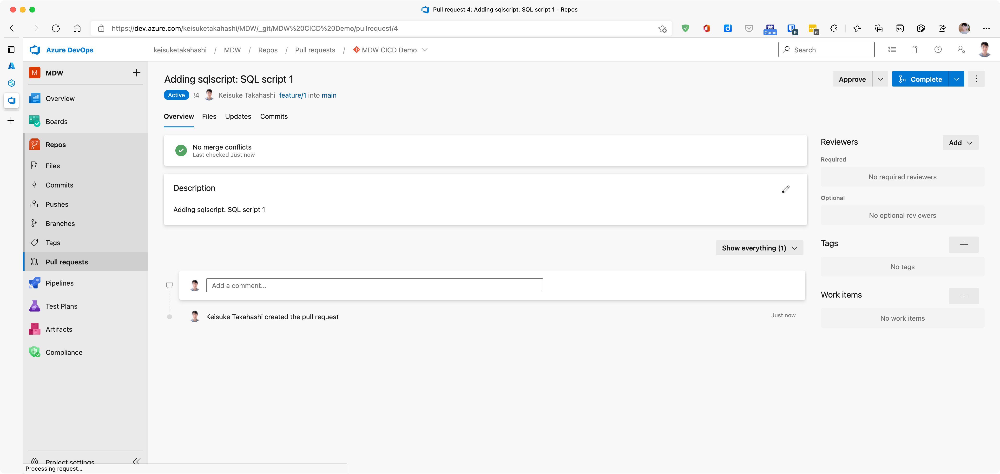 Pull request 4: Adding sqlscript: SQL script 1 - Repos
https://dev.azure.com/keisuketakahashi/MDW/_git/MDW%20CICD%20Demo/pullrequest/4
英
Comn
9
6
Azure DevOps
keisuketakahashi / MDW / Repos / Pull requests / MDW CICD Demo
Search
M MDW
Overview
Boards
Repos
Files
Commits
Pushes
Branches
Tags
Pull requests
Pipelines
Test Plans
Artifacts
Compliance
Project settings
Processing request...
Adding sqlscript: SQL script 1
Approve
Complete
Active !4 Keisuke Takahashi feature/1 into main
Overview Files Updates Commits
No merge conflicts
Last checked Just now
Description
Adding sqlscript: SQL script 1
Show everything (1)
Add a comment...
Keisuke Takahashi created the pull request
Just now
Reviewers
Add
Required
No required reviewers
Optional
No optional reviewers
Tags
No tags
Work items
No work items